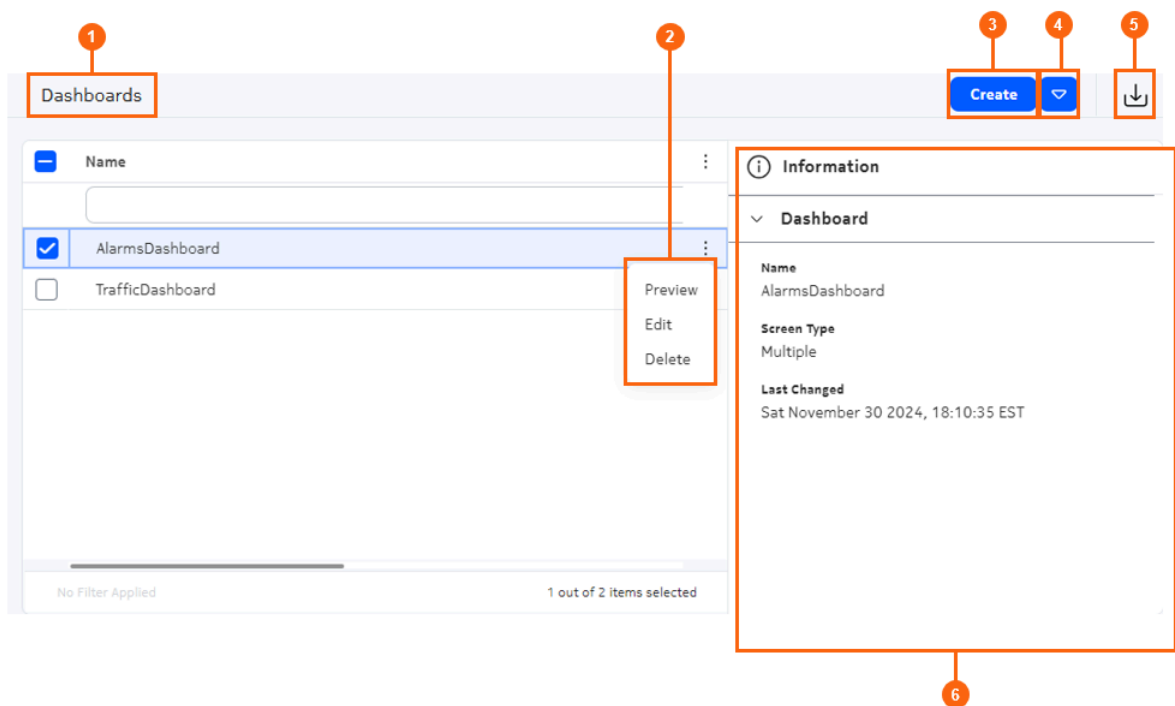 1
2
3
4
5
Dashboards
Create
Name
AlarmsDashboard
TrafficDashboard
Preview
Edit
Delete
No Filter Applied
1 out of 2 items selected
Information
Dashboard
Name
AlarmsDashboard
Screen Type
Multiple
Last Changed
Sat November 30 2024, 18:10:35 EST
6